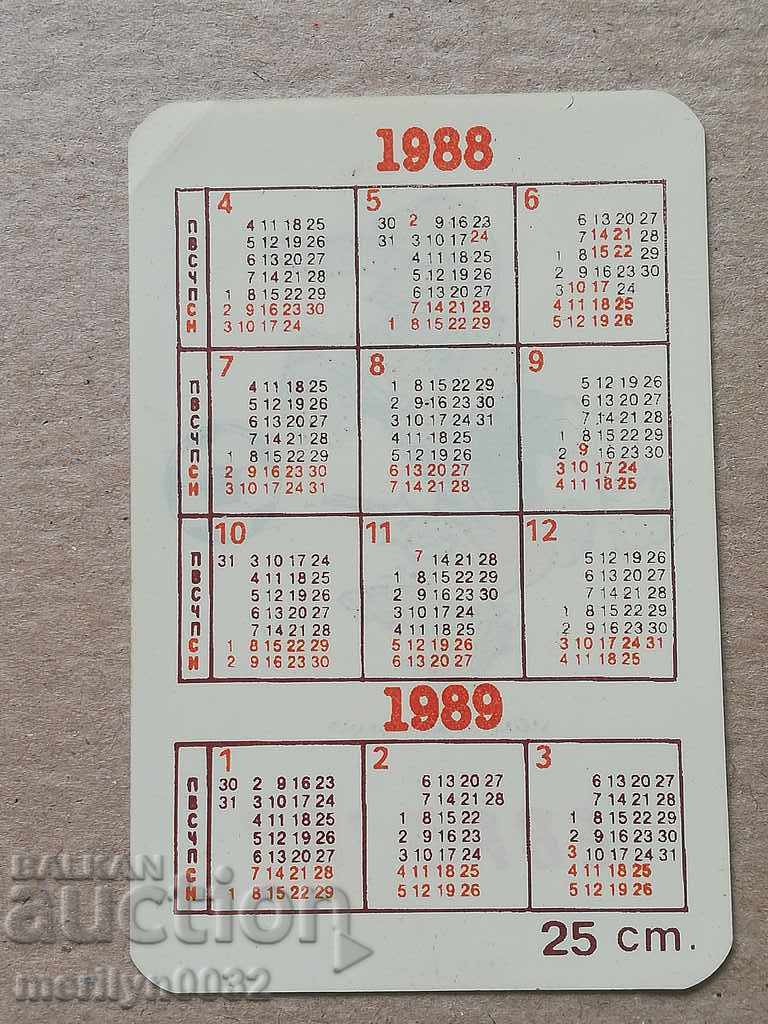 1988
4 5 6
П 4 11 18 25 30 2 9 16 23 6 13 20 27
В 5 12 19 26 31 3 10 17 24 7 14 21 28
С 6 13 20 27 4 11 18 25 1 8 15 22 29
Ч 7 14 21 28 5 12 19 26 2 9 16 23 30
П 1 8 15 22 29 6 13 20 27 3 10 17 24
С 2 9 16 23 30 7 14 21 28 4 11 18 25
Н 3 10 17 24 1 8 15 22 29 5 12 19 26
7 8 9
П 4 11 18 25 1 8 15 22 29 5 12 19 26
В 5 12 19 26 2 9-16 23 30 6 13 20 27
С 6 13 20 27 3 10 17 24 31 7 14 21 28
Ч 7 14 21 28 4 11 18 25 1 8 15 22 29
П 1 8 15 22 29 5 12 19 26 2 9 16 23 30
С 2 9 16 23 30 6 13 20 27 3 10 17 24
Н 3 10 17 24 31 7 14 21 28 4 11 18 25
10 11 12
П 31 3 10 17 24 7 14 21 28 5 12 19 26
В 4 11 18 25 1 8 15 22 29 6 13 20 27
С 5 12 19 26 2 9 16 23 30 7 14 21 28
Ч 6 13 20 27 3 10 17 24 1 8 15 22 29
П 7 14 21 28 4 11 18 25 2 9 16 23 30
С 1 8 15 22 29 5 12 19 26 3 10 17 24 31
Н 2 9 16 23 30 6 13 20 27 4 11 18 25
1989
1 2 3
П 30 2 9 16 23 6 13 20 27 6 13 20 27
В 31 3 10 17 24 7 14 21 28 7 14 21 28
С 4 11 18 25 1 8 15 22 1 8 15 22 29
Ч 5 12 19 26 2 9 16 23 2 9 16 23 30
П 6 13 20 27 3 10 17 24 3 10 17 24 31
С 7 14 21 28 4 11 18 25 4 11 18 25
Н 1 8 15 22 29 5 12 19 26 5 12 19 26
25 cm.
BALKAN
auction
merilyn0032